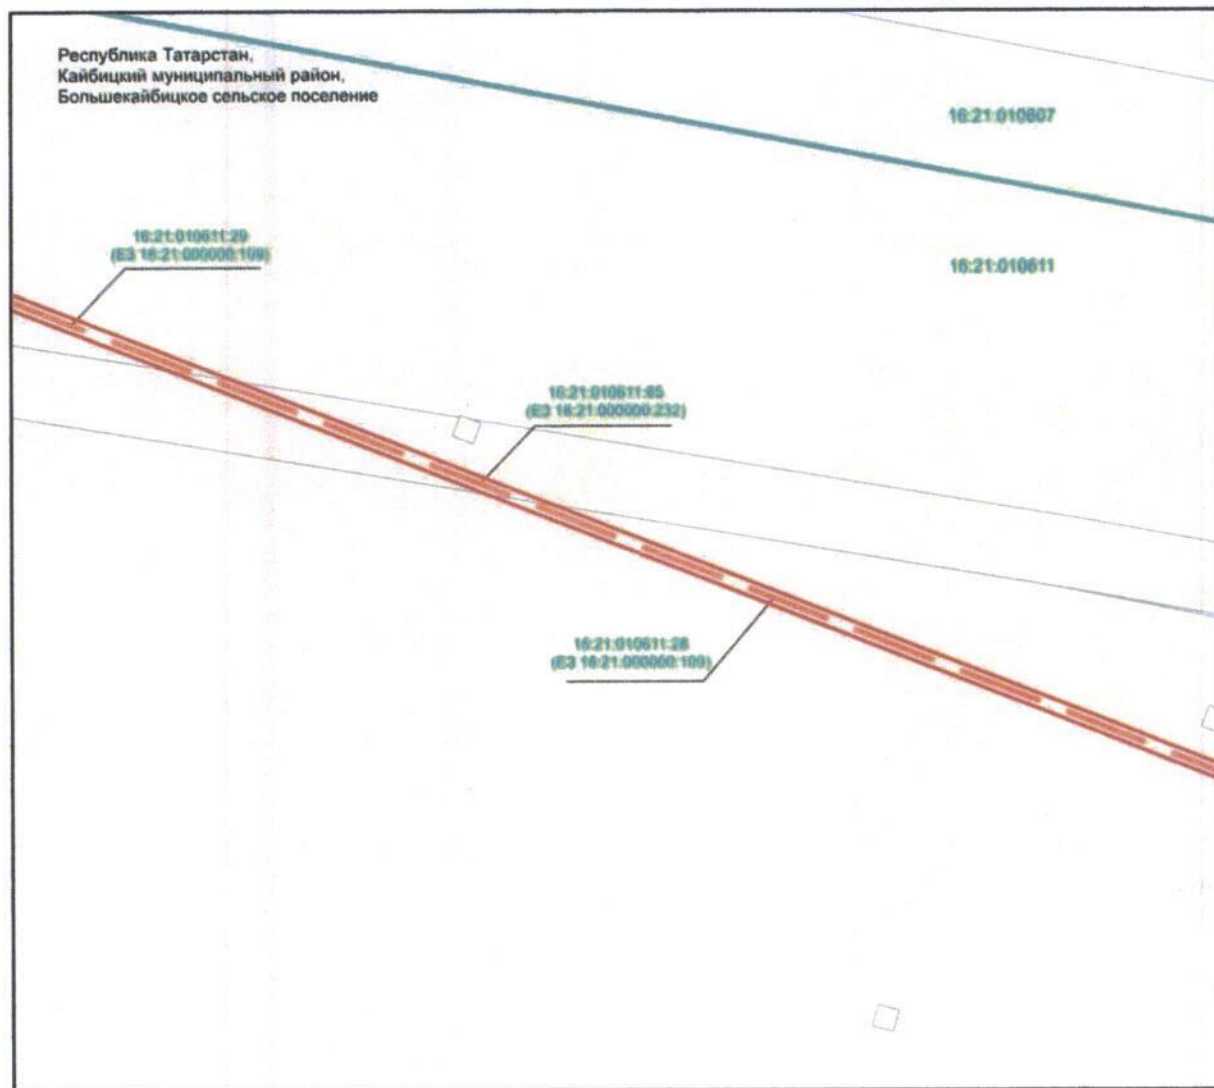 Республика Татарстан,
Кайбицкий муниципальный район,
Большекайбицкое сельское поселение
16:21:010607
16:21:010611:29
(ЕЗ 16:21:000000:109)
16:21:010611
16:21:010611:65
(ЕЗ 16:21:000000:232)
16:21:010611:28
(ЕЗ 16:21:000000:109)